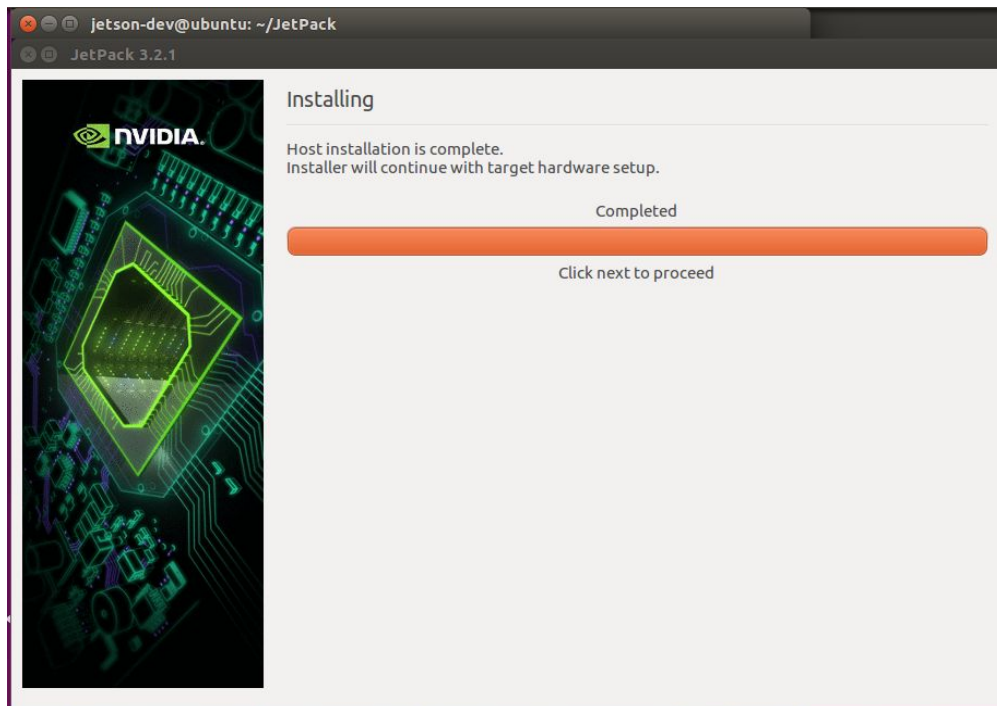 jetson-dev@ubuntu: ~/JetPack
JetPack 3.2.1
NVIDIA.
Installing
Host installation is complete.
Installer will continue with target hardware setup.
Completed
Click next to proceed